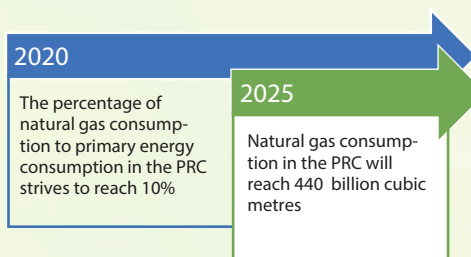 2020
The percentage of
natural gas consump-
tion to primary energy
consumption in the PRC
strives to reach 10%
2025
Natural gas consump-
tion in the PRC will
reach 440 billion cubic
metres